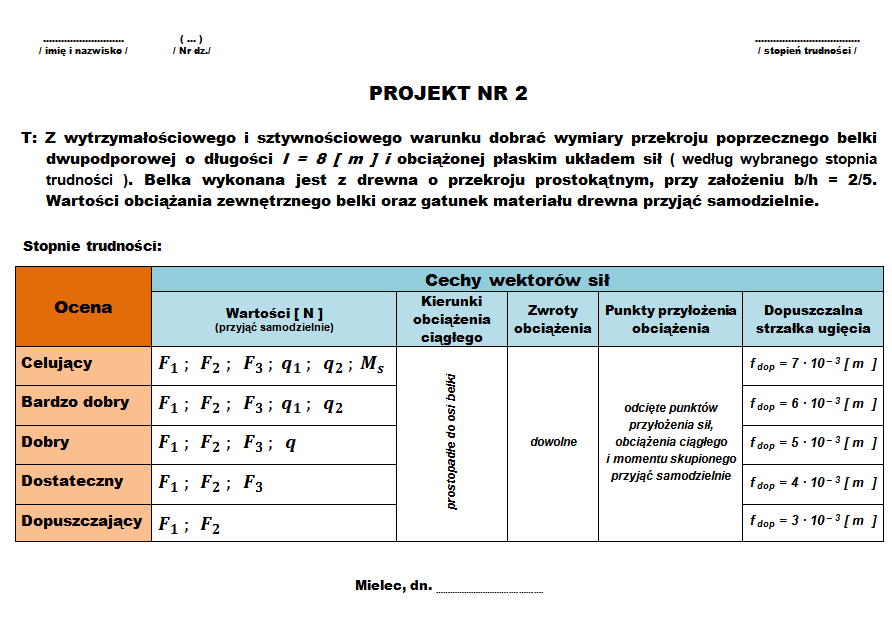 .......................... ( ... ) ..................................
/ imię i nazwisko / / Nr dz./ / stopień trudności /
PROJEKT NR 2
T: Z wytrzymałościowego i sztywnościowego warunku dobrać wymiary przekroju poprzecznego belki
dwupodporowej o długości l = 8 [ m ] i obciążonej płaskim układem sił ( według wybranego stopnia
trudności ). Belka wykonana jest z drewna o przekroju prostokątnym, przy założeniu b/h = 2/5.
Wartości obciążania zewnętrznego belki oraz gatunek materiału drewna przyjąć samodzielnie.
Stopnie trudności:
Ocena
Cechy wektorów sił
Wartości [ N ]
(przyjąć samodzielnie)
Kierunki
obciążenia
ciągłego
Zwroty
obciążenia
Punkty przyłożenia
obciążenia
Dopuszczalna
strzałka ugięcia
Celujący F₁ ; F₂ ; F₃ ; q₁ ; q₂ ; Mₛ f dop = 7 · 10⁻³ [ m ]
Bardzo dobry F₁ ; F₂ ; F₃ ; q₁ ; q₂ f dop = 6 · 10⁻³ [ m ]
Dobry F₁ ; F₂ ; F₃ ; q f dop = 5 · 10⁻³ [ m ]
Dostateczny F₁ ; F₂ ; F₃ f dop = 4 · 10⁻³ [ m ]
Dopuszczający F₁ ; F₂ f dop = 3 · 10⁻³ [ m ]
prostopadłe do osi belki
dowolne
odcięte punktów
przyłożenia sił,
obciążenia ciągłego
i momentu skupionego
przyjąć samodzielnie
Mielec, dn. ........................................